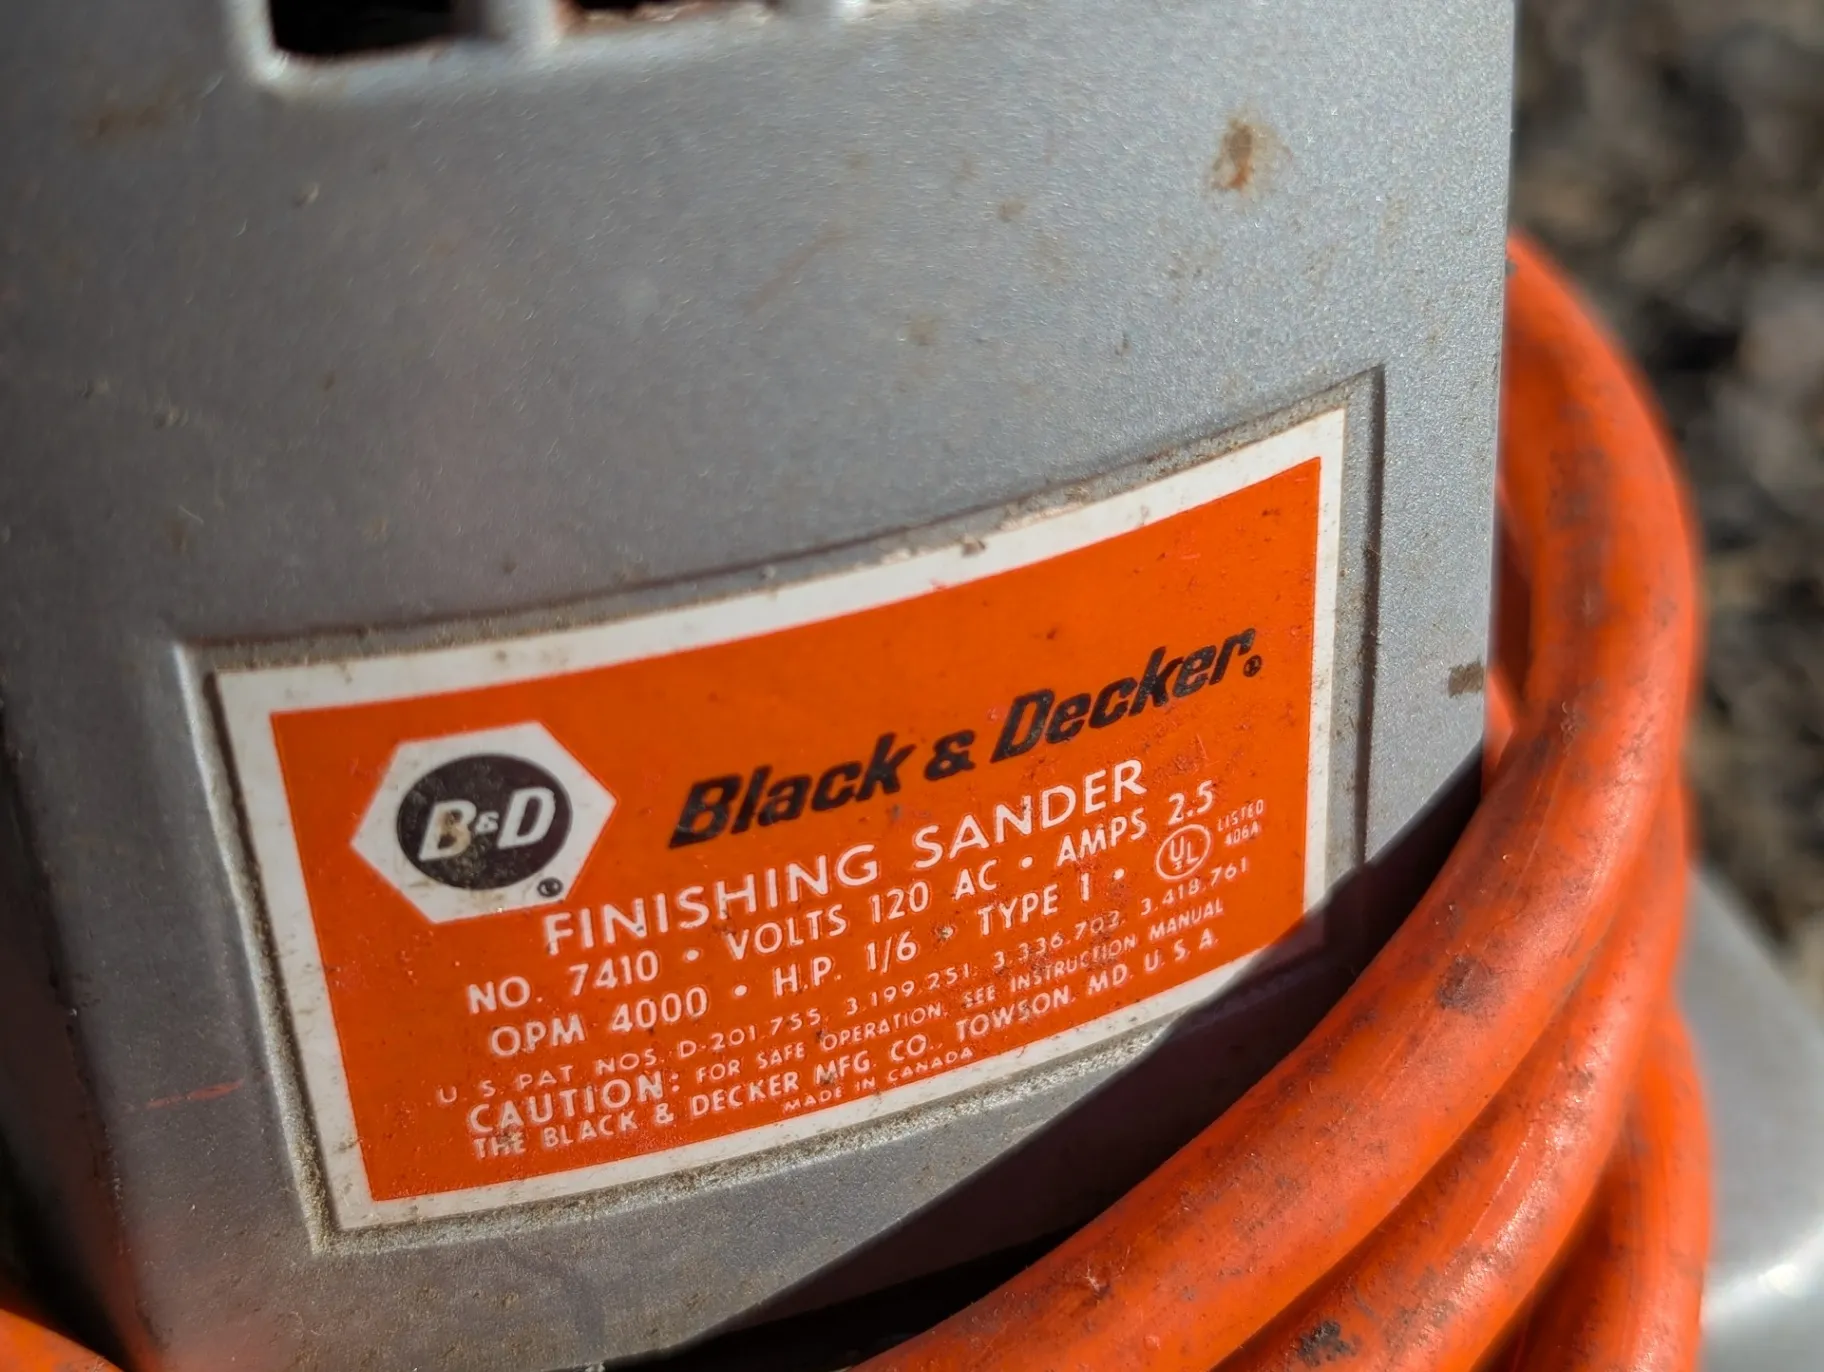 B&D®
Black & Decker®
FINISHING SANDER
NO. 7410 • VOLTS 120 AC • AMPS 2.5
OPM 4000 • H.P. 1/6 • TYPE 1 • UL LISTED 406A
U.S. PAT NOS. D-201,755, 3,199,251, 3,336,703, 3,418,761
CAUTION: FOR SAFE OPERATION, SEE INSTRUCTION MANUAL
THE BLACK & DECKER MFG. CO., TOWSON, MD. U.S.A.
MADE IN CANADA